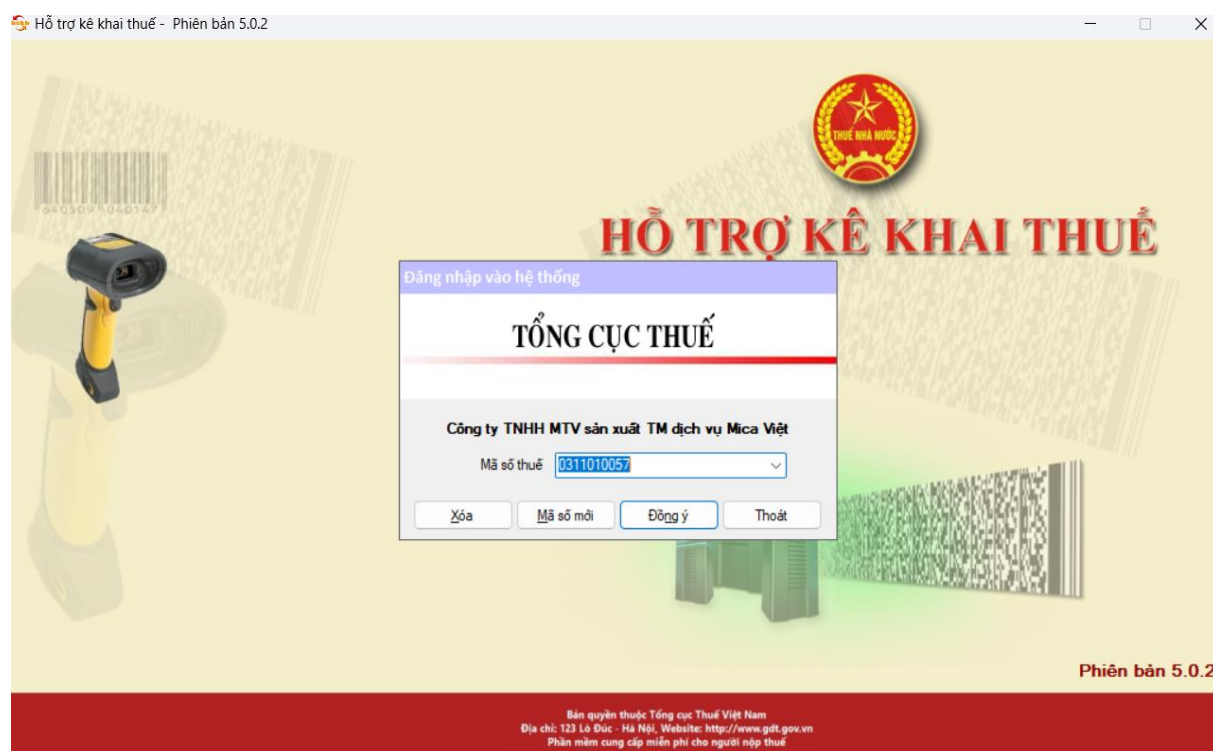 Hỗ trợ kê khai thuế - Phiên bản 5.0.2
THUẾ NHÀ NƯỚC
640509 040147
HỖ TRỢ KÊ KHAI THUẾ
Đăng nhập vào hệ thống
TỔNG CỤC THUẾ
Công ty TNHH MTV sản xuất TM dịch vụ Mica Việt
Mã số thuế 0311010057
Xóa Mã số mới Đồng ý Thoát
Phiên bản 5.0.2
Bản quyền thuộc Tổng cục Thuế Việt Nam
Địa chỉ: 123 Lò Đúc - Hà Nội, Website: http://www.gdt.gov.vn
Phần mềm cung cấp miễn phí cho người nộp thuế